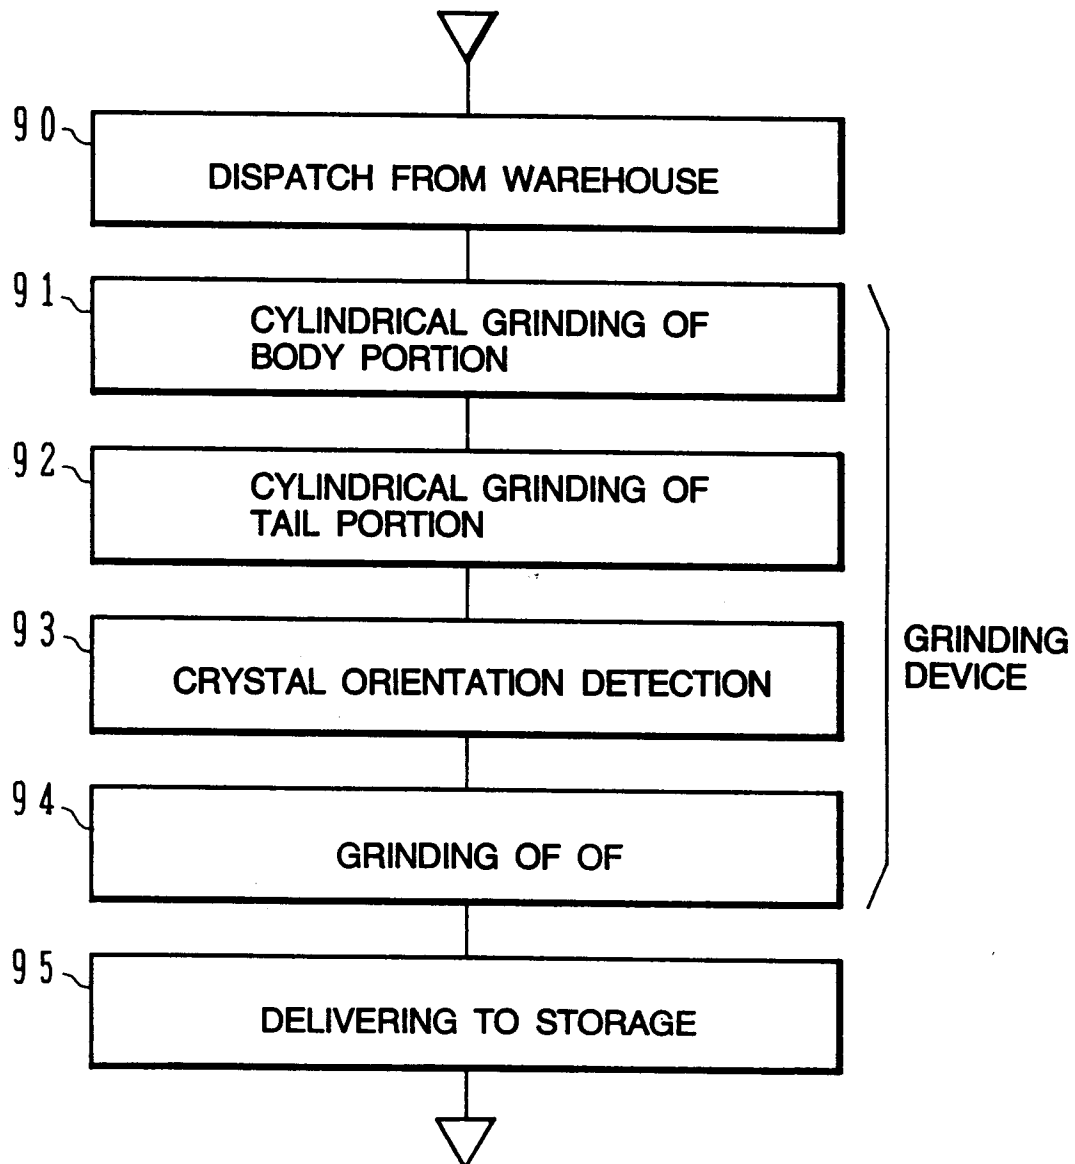 90
DISPATCH FROM WAREHOUSE
91
CYLINDRICAL GRINDING OF
BODY PORTION
92
CYLINDRICAL GRINDING OF
TAIL PORTION
93
CRYSTAL ORIENTATION DETECTION
GRINDING
DEVICE
94
GRINDING OF OF
95
DELIVERING TO STORAGE